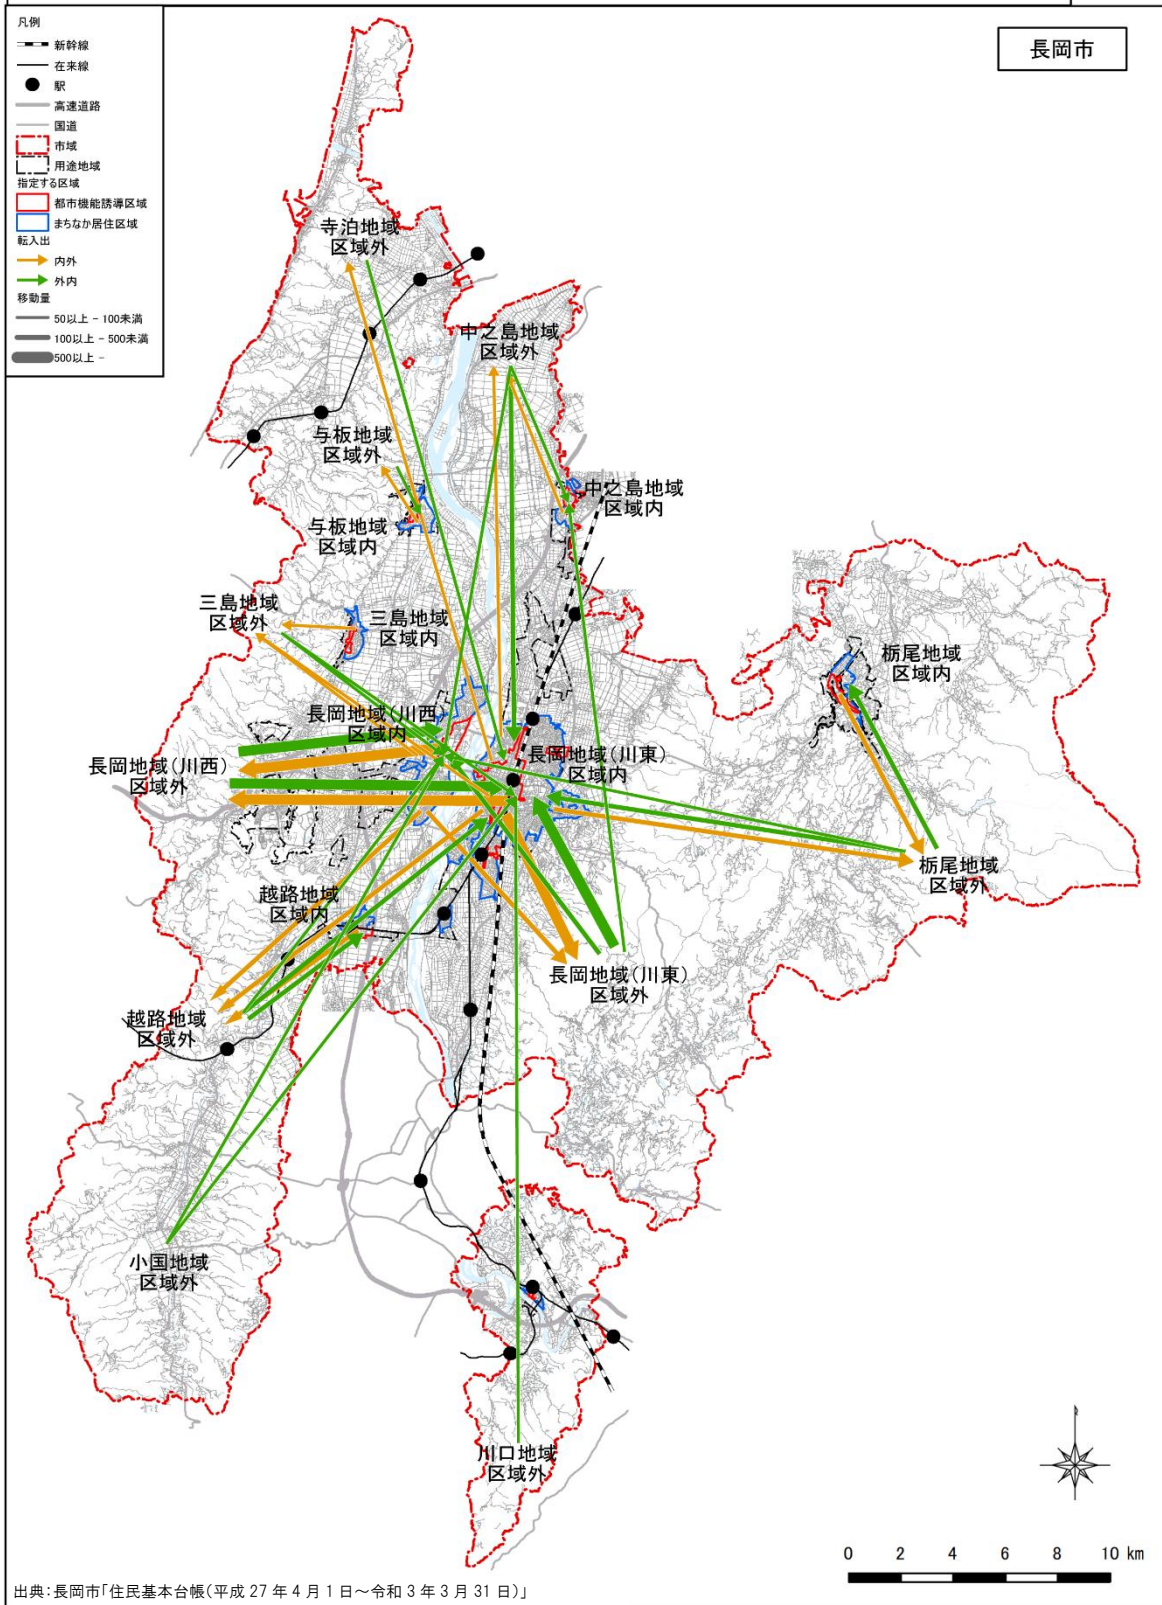 凡例
新幹線
在来線
駅
高速道路
国道
市域
用途地域
指定する区域
都市機能誘導区域
まちなか居住区域
転入出
内外
外内
移動量
50以上 - 100未満
100以上 - 500未満
500以上 -
長岡市
寺泊地域
区域外
中之島地域
区域外
与板地域
区域外
中之島地域
区域内
与板地域
区域内
三島地域
区域外
三島地域
区域内
栃尾地域
区域内
長岡地域(川西
区域内
長岡地域(川東)
区域内
長岡地域(川西)
区域外
栃尾地域
区域外
越路地域
区域内
長岡地域(川東)
区域外
越路地域
区域外
小国地域
区域外
川口地域
区域外
0 2 4 6 8 10 km
出典:長岡市「住民基本台帳(平成 27 年 4 月 1 日～令和 3 年 3 月 31 日)」